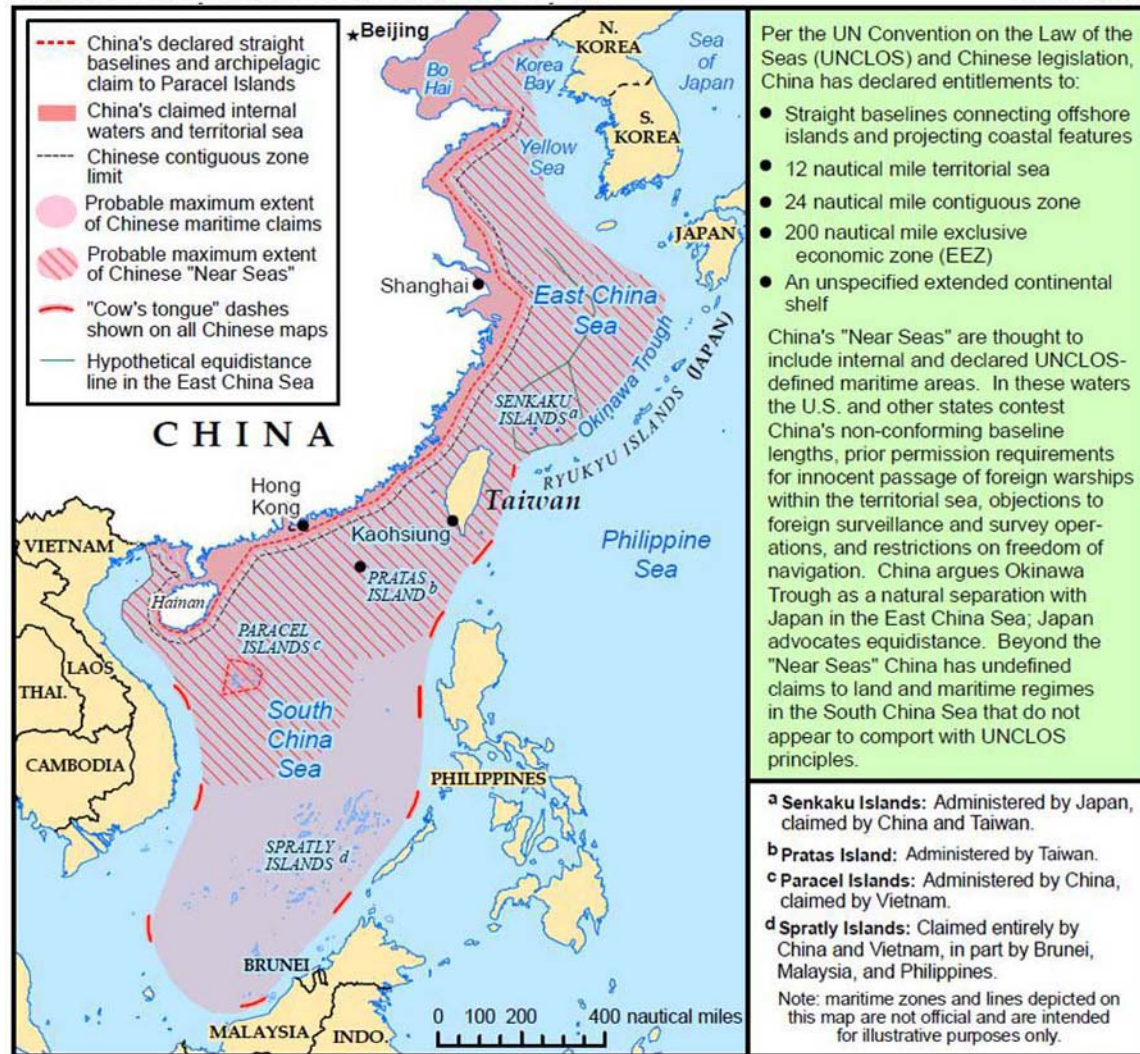 China's declared straight
baselines and archipelagic
claim to Paracel Islands
China's claimed internal
waters and territorial sea
Chinese contiguous zone
limit
Probable maximum extent
of Chinese maritime claims
Probable maximum extent
of Chinese "Near Seas"
"Cow's tongue" dashes
shown on all Chinese maps
Hypothetical equidistance
line in the East China Sea
Beijing
Bo
Hai
Korea
Bay
N.
KOREA
Sea
of
Japan
S.
KOREA
Yellow
Sea
JAPAN
Shanghai
East China
Sea
Okinawa Trough
RYUKYU ISLANDS (JAPAN)
SENKAKU
ISLANDS a
CHINA
Hong
Kong
Taiwan
Kaohsiung
Philippine
Sea
VIETNAM
Hainan
PRATAS
ISLAND b
PARACEL
ISLANDS c
LAOS
THAI.
South
China
Sea
CAMBODIA
PHILIPPINES
SPRATLY
ISLANDS d
BRUNEI
MALAYSIA
INDO.
0 100 200 400 nautical miles
Per the UN Convention on the Law of the
Seas (UNCLOS) and Chinese legislation,
China has declared entitlements to:
● Straight baselines connecting offshore
islands and projecting coastal features
● 12 nautical mile territorial sea
● 24 nautical mile contiguous zone
● 200 nautical mile exclusive
economic zone (EEZ)
● An unspecified extended continental
shelf
China's "Near Seas" are thought to
include internal and declared UNCLOS-
defined maritime areas. In these waters
the U.S. and other states contest
China's non-conforming baseline
lengths, prior permission requirements
for innocent passage of foreign warships
within the territorial sea, objections to
foreign surveillance and survey oper-
ations, and restrictions on freedom of
navigation. China argues Okinawa
Trough as a natural separation with
Japan in the East China Sea; Japan
advocates equidistance. Beyond the
"Near Seas" China has undefined
claims to land and maritime regimes
in the South China Sea that do not
appear to comport with UNCLOS
principles.
a Senkaku Islands: Administered by Japan,
claimed by China and Taiwan.
b Pratas Island: Administered by Taiwan.
c Paracel Islands: Administered by China,
claimed by Vietnam.
d Spratly Islands: Claimed entirely by
China and Vietnam, in part by Brunei,
Malaysia, and Philippines.
Note: maritime zones and lines depicted on
this map are not official and are intended
for illustrative purposes only.